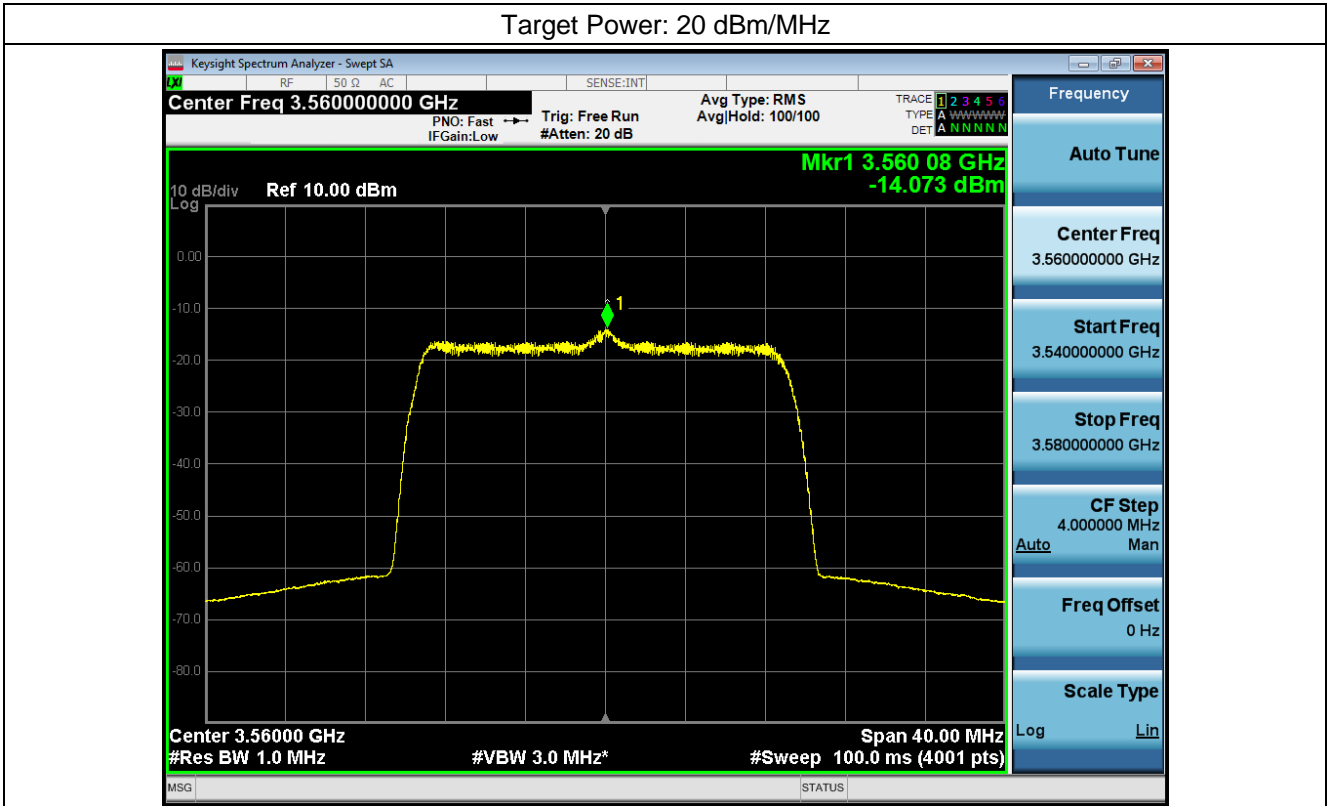 Target Power: 20 dBm/MHz
Keysight Spectrum Analyzer - Swept SA
LXI RF 50 Ω AC SENSE:INT
Center Freq 3.560000000 GHz
PNO: Fast
IFGain:Low
Trig: Free Run
#Atten: 20 dB
Avg Type: RMS
Avg|Hold: 100/100
TRACE 1 2 3 4 5 6
TYPE A WWWWW
DET A N N N N N
Mkr1 3.560 08 GHz
-14.073 dBm
10 dB/div Ref 10.00 dBm
Log
0.00
-10.0
-20.0
-30.0
-40.0
-50.0
-60.0
-70.0
-80.0
1
Center 3.56000 GHz Span 40.00 MHz
#Res BW 1.0 MHz #VBW 3.0 MHz* #Sweep 100.0 ms (4001 pts)
MSG STATUS
Frequency
Auto Tune
Center Freq
3.560000000 GHz
Start Freq
3.540000000 GHz
Stop Freq
3.580000000 GHz
CF Step
4.000000 MHz
Auto Man
Freq Offset
0 Hz
Scale Type
Log Lin